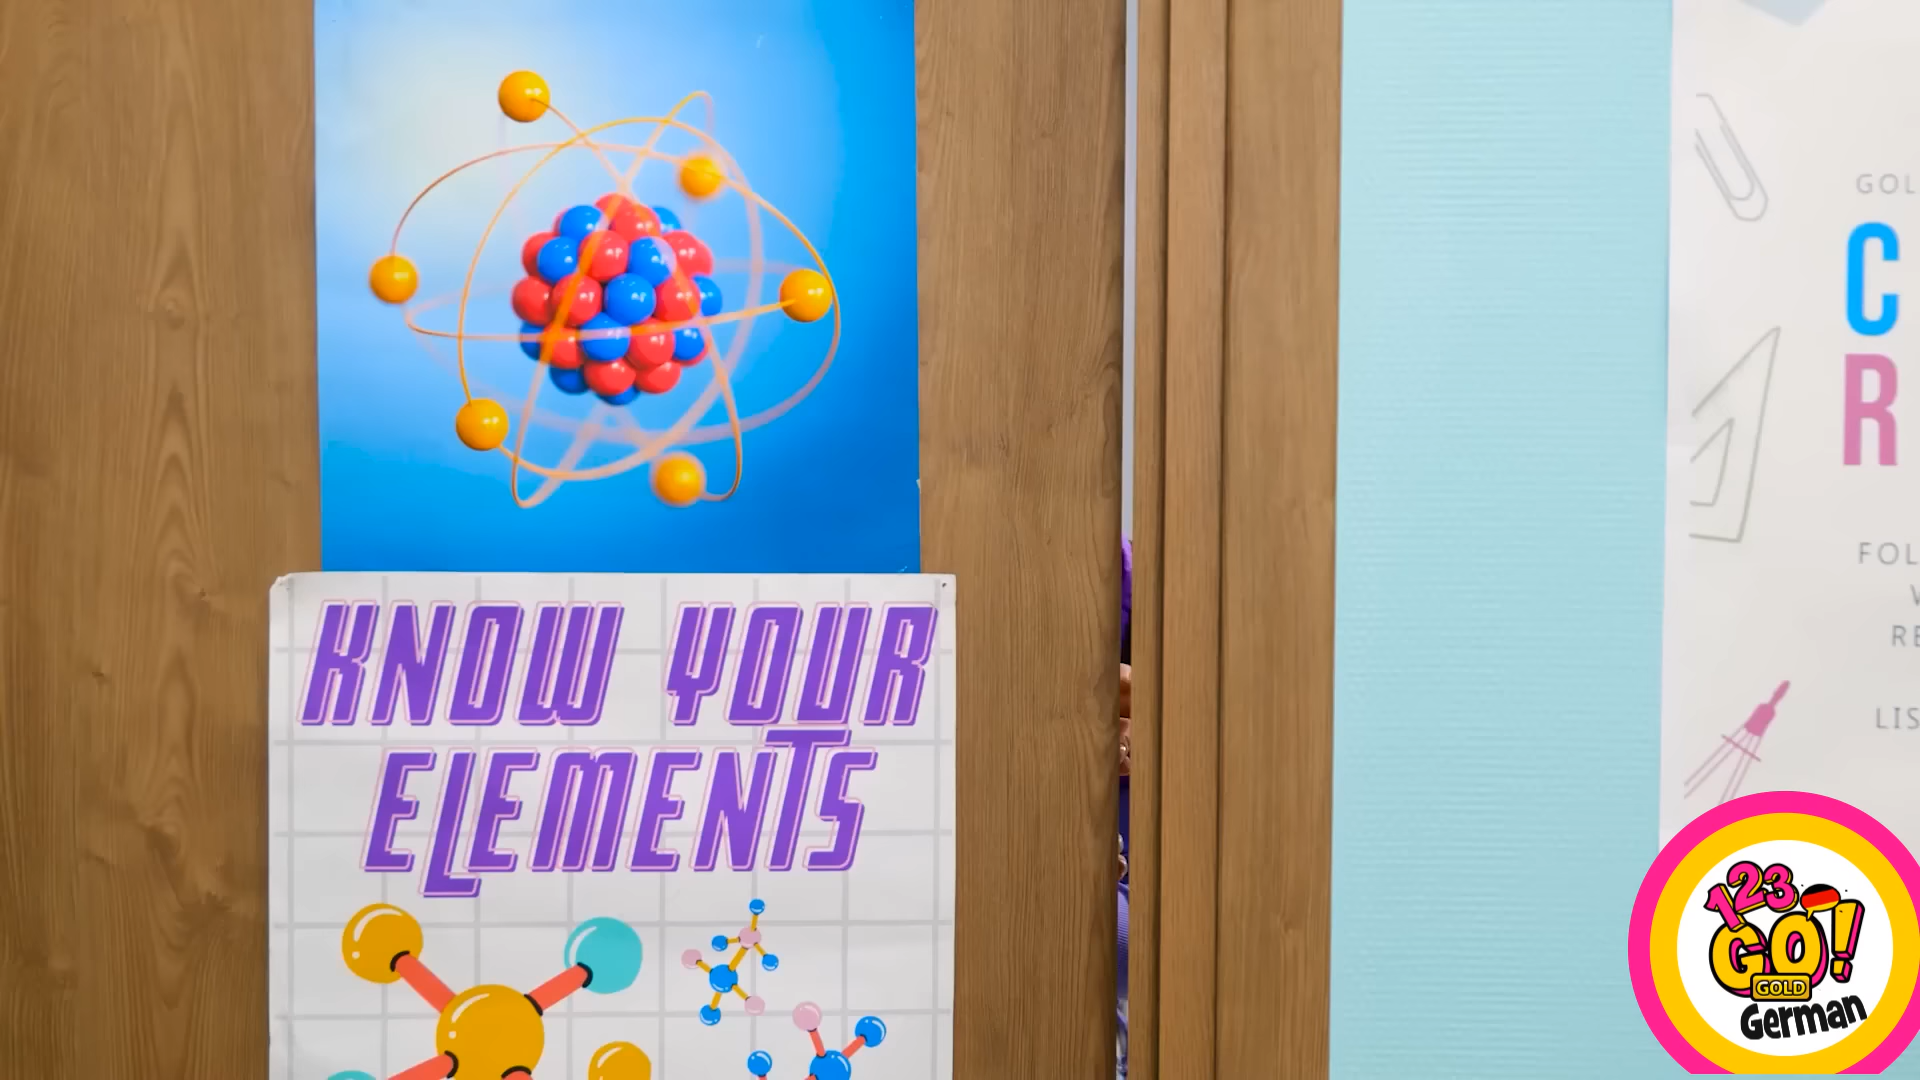 KNOW YOUR
ELEMENTS
GOL
C
R
FOL
RE
LIS
123
GO!
GOLD
German